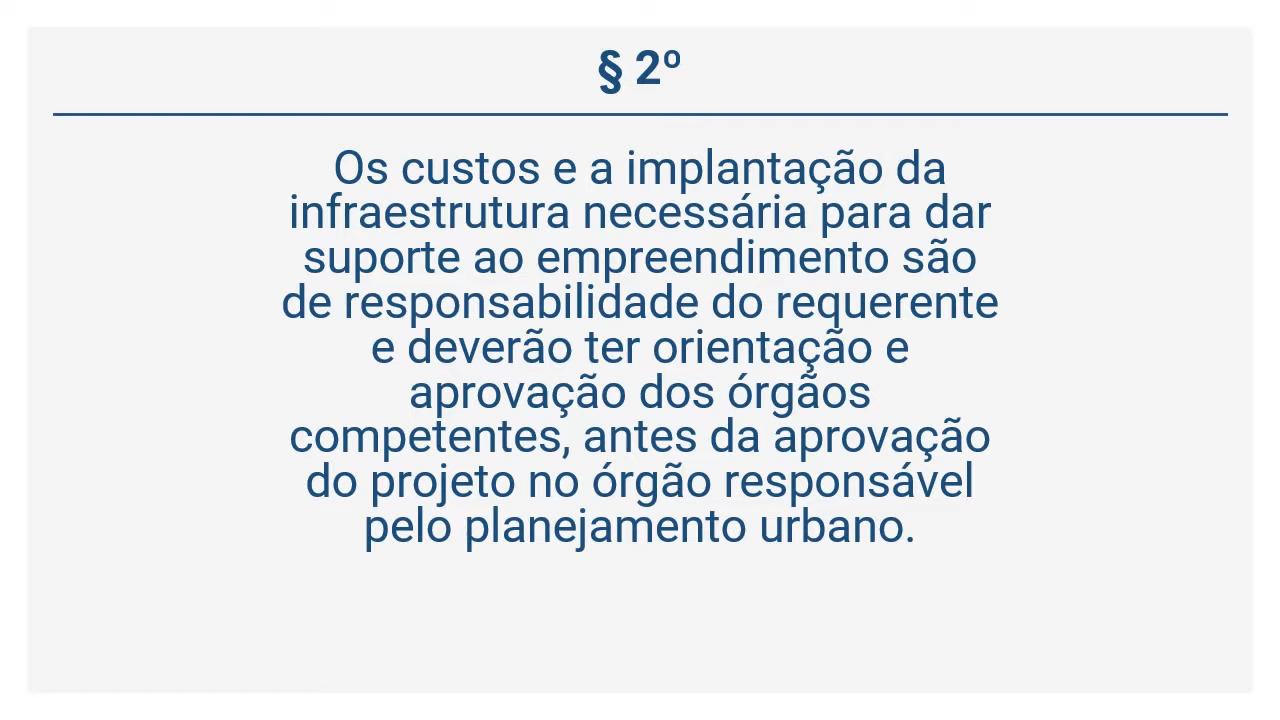 § 2º
Os custos e a implantação da
infraestrutura necessária para dar
suporte ao empreendimento são
de responsabilidade do requerente
e deverão ter orientação e
aprovação dos órgãos
competentes, antes da aprovação
do projeto no órgão responsável
pelo planejamento urbano.